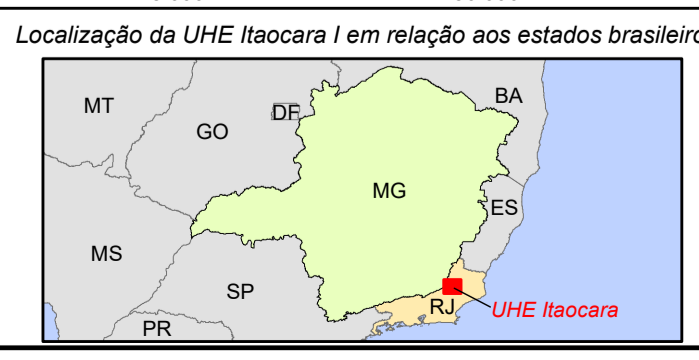 Localização da UHE Itaocara I em relação aos estados brasileiro
MT
GO
DF
BA
MG
ES
MS
SP
RJ
UHE Itaocara
PR